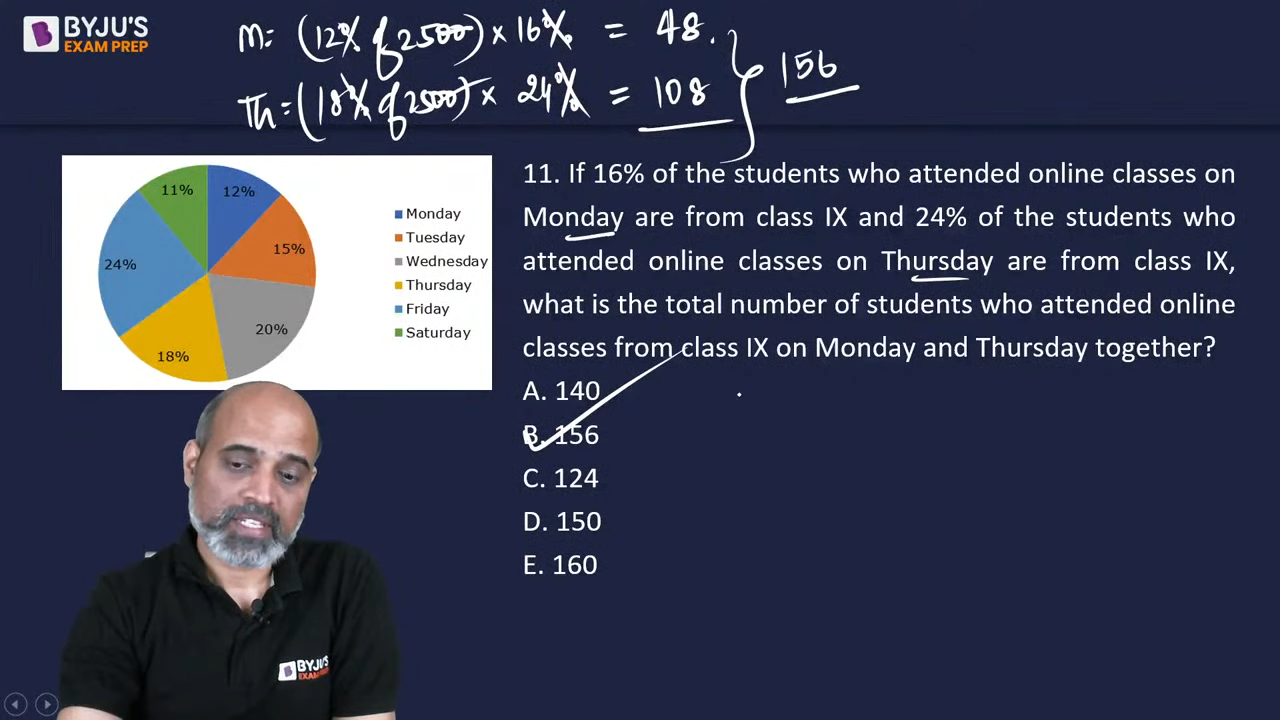 BYJU'S
EXAM PREP
M: (12% of 2500) × 16% = 48.
Th = (18% of 2500) × 24% = 108
156
11%
12%
15%
24%
20%
18%
Monday
Tuesday
Wednesday
Thursday
Friday
Saturday
11. If 16% of the students who attended online classes on
Monday are from class IX and 24% of the students who
attended online classes on Thursday are from class IX,
what is the total number of students who attended online
classes from class IX on Monday and Thursday together?
A. 140
B. 156
C. 124
D. 150
E. 160
BYJU'S